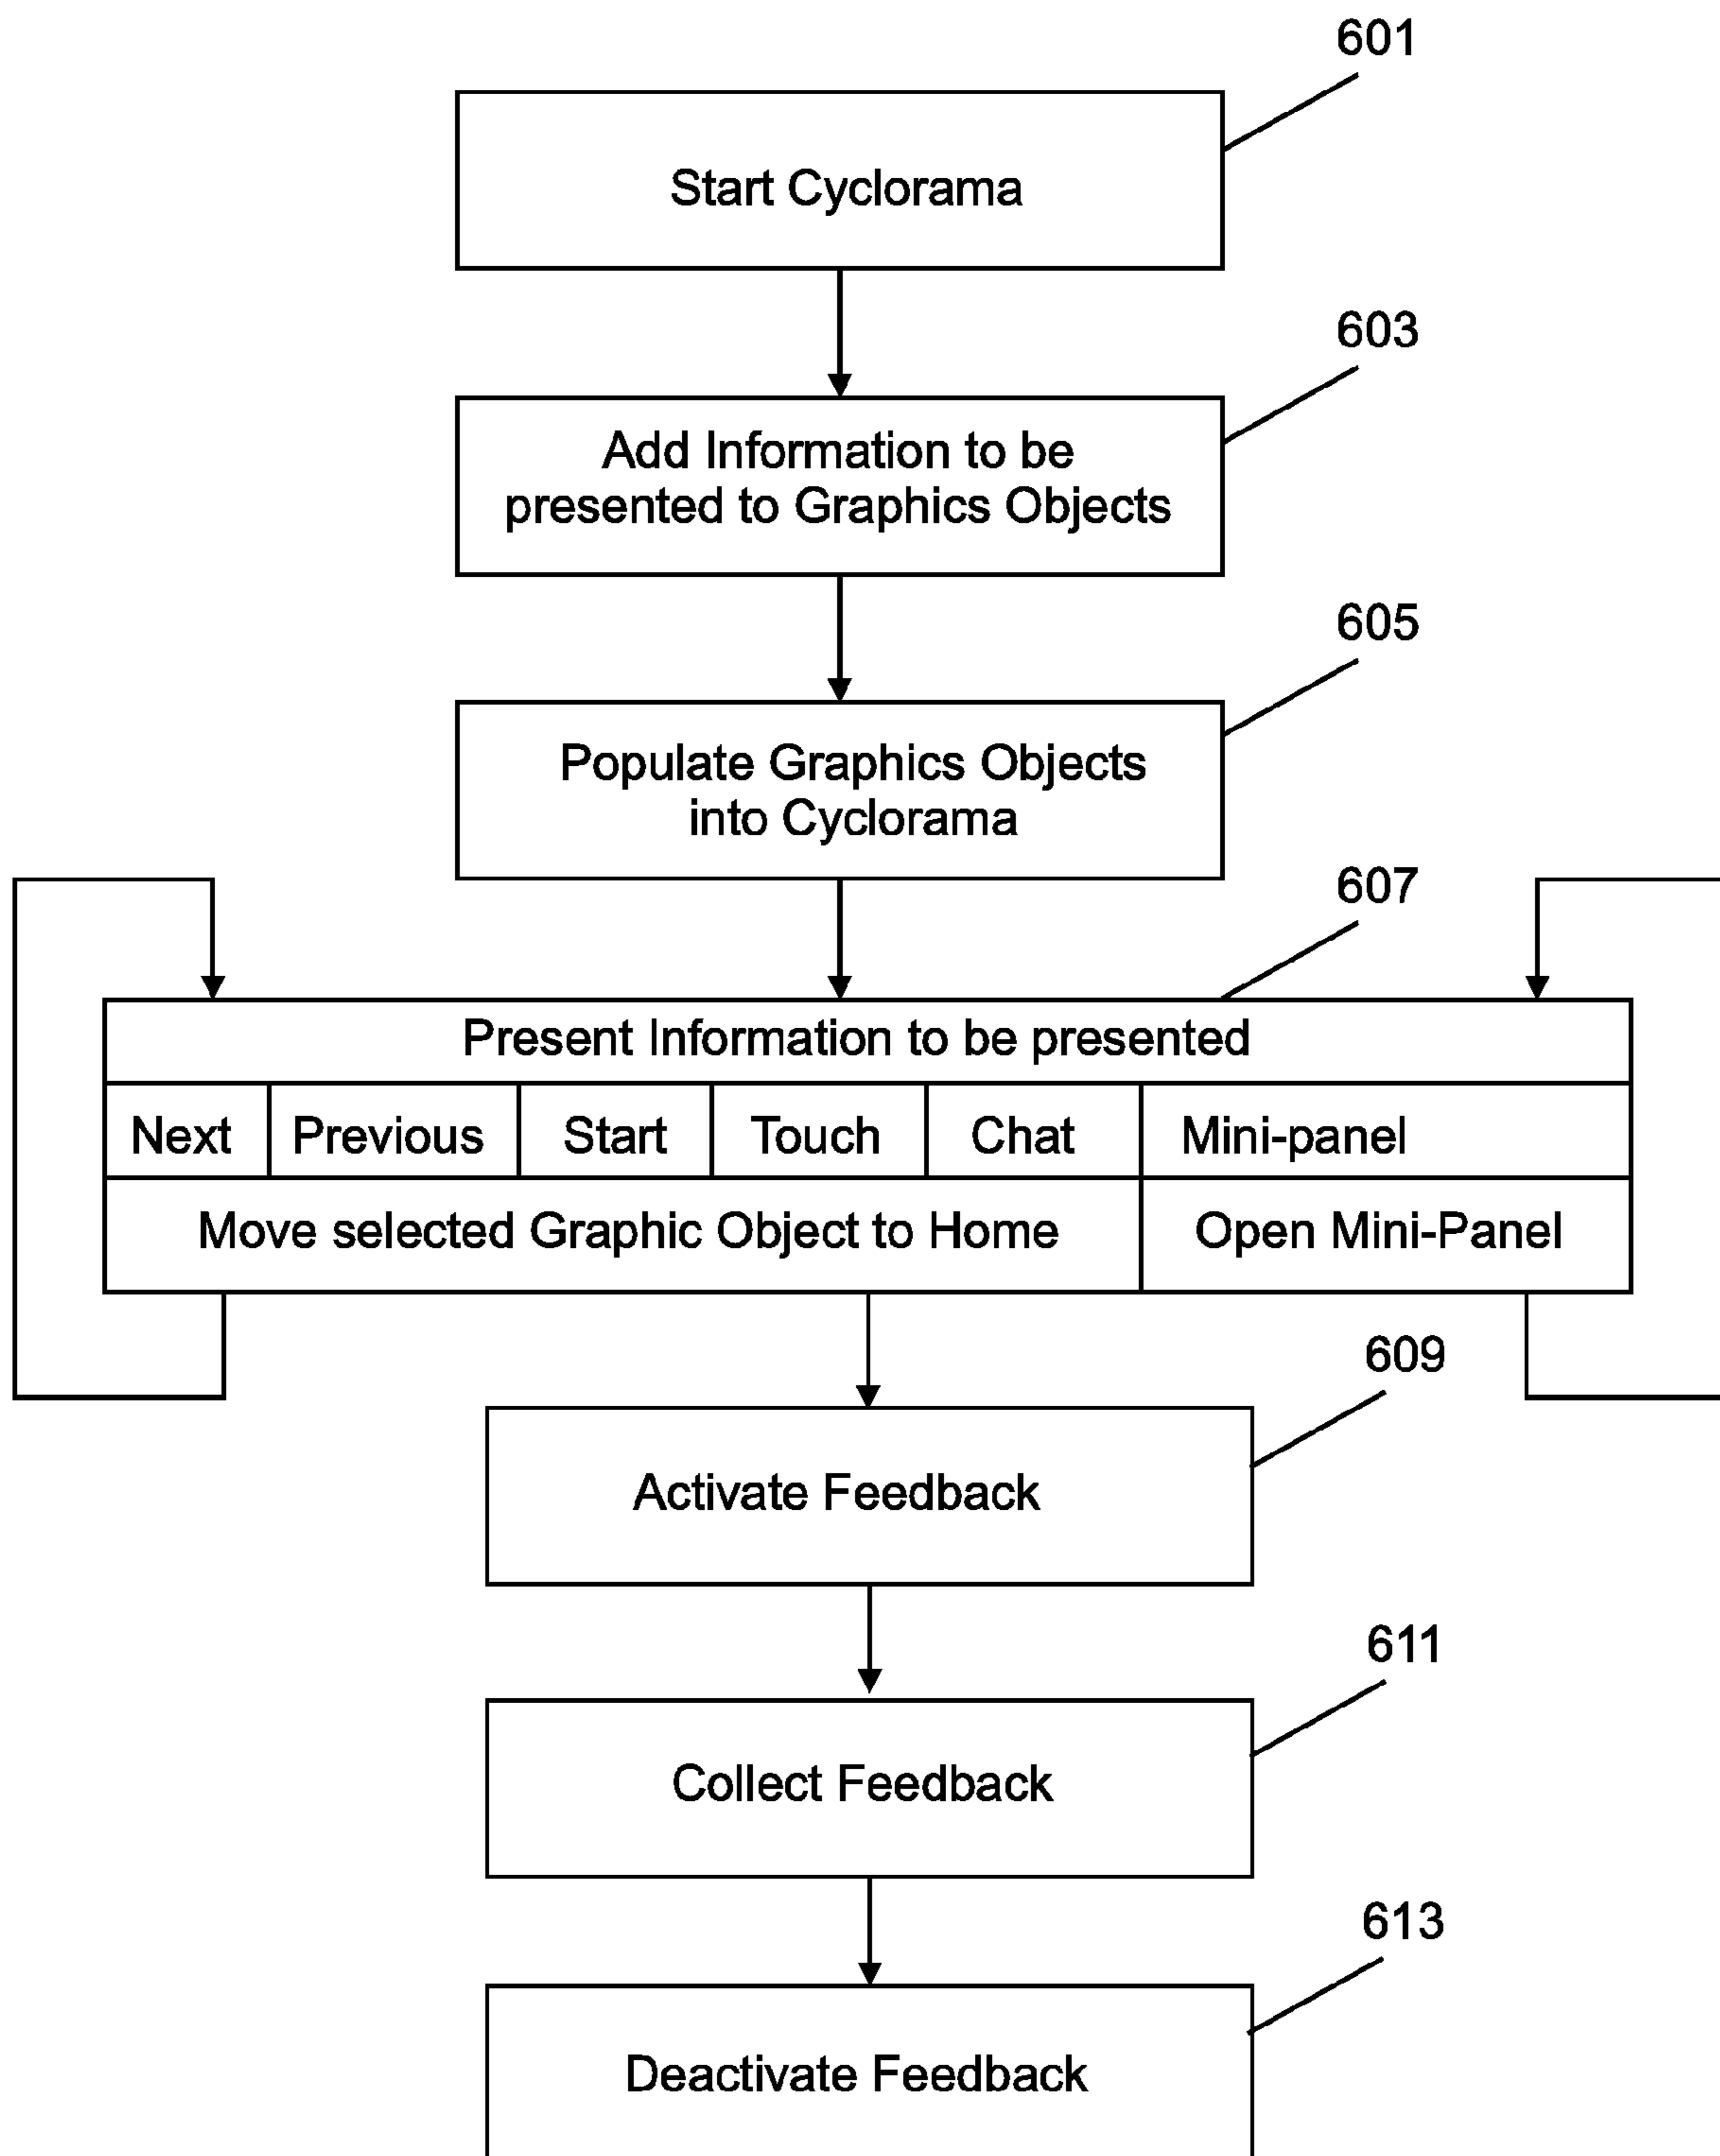 601
Start Cyclorama
603
Add Information to be
presented to Graphics Objects
605
Populate Graphics Objects
into Cyclorama
607
Present Information to be presented
Next Previous Start Touch Chat Mini-panel
Move selected Graphic Object to Home Open Mini-Panel
609
Activate Feedback
611
Collect Feedback
613
Deactivate Feedback